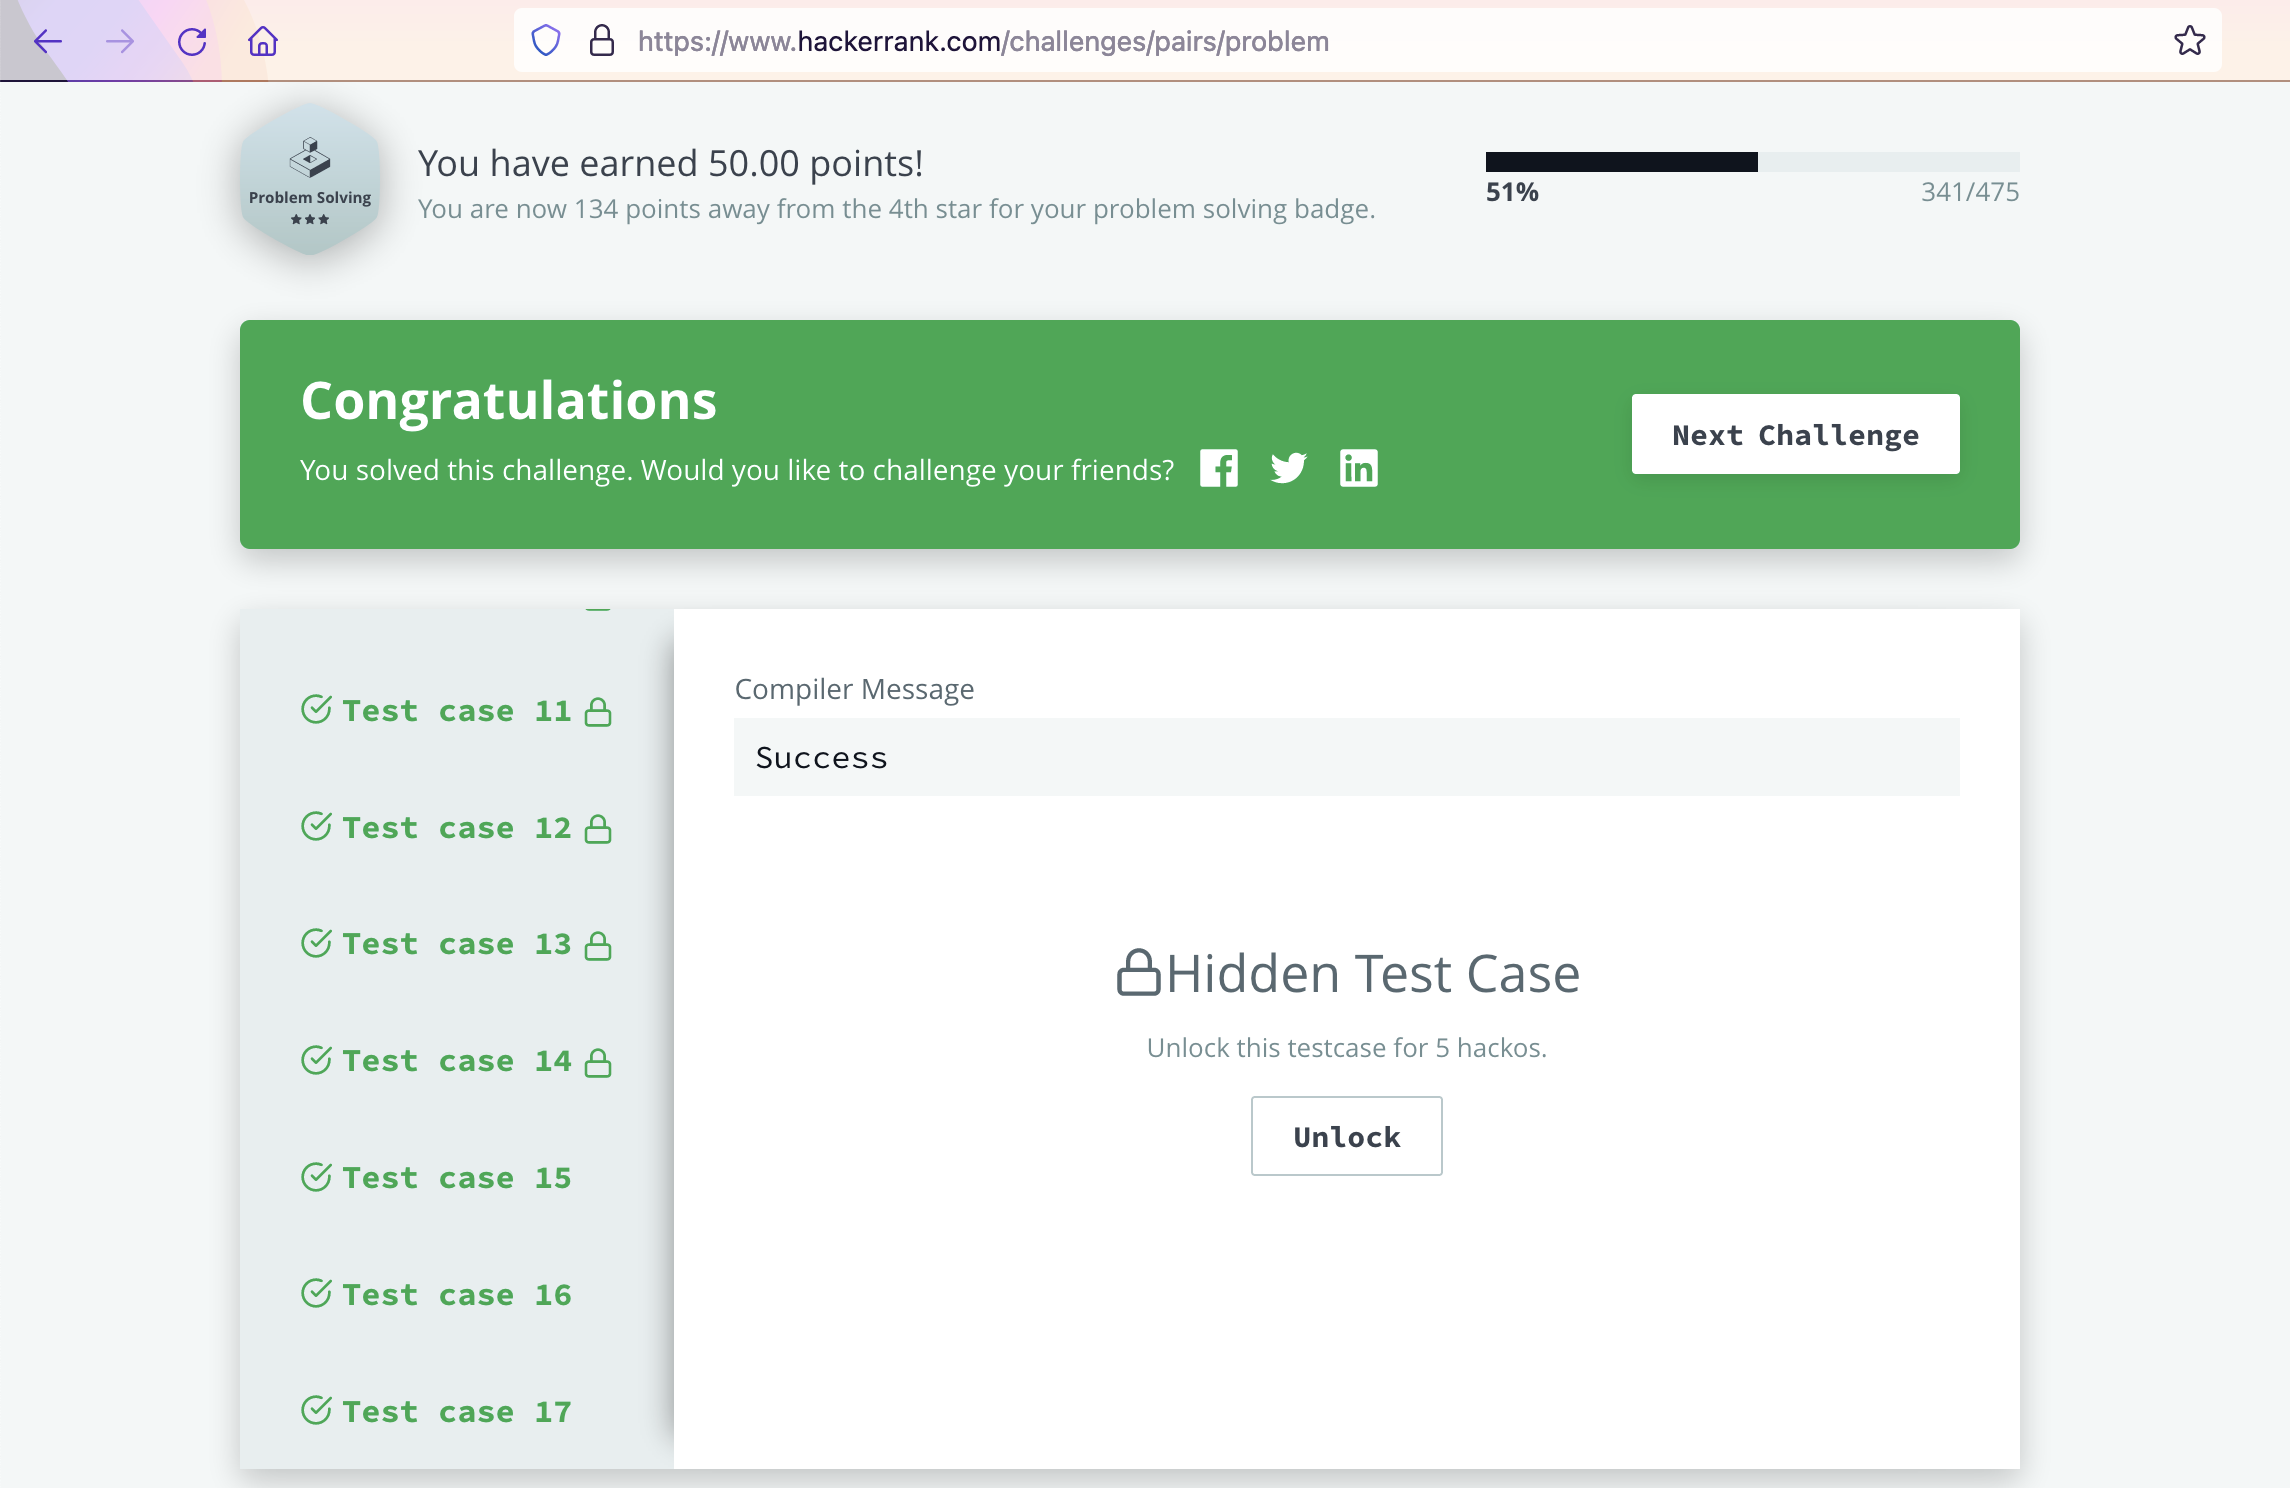 https://www.hackerrank.com/challenges/pairs/problem
Problem Solving
You have earned 50.00 points!
You are now 134 points away from the 4th star for your problem solving badge.
51%
341/475
Congratulations
You solved this challenge. Would you like to challenge your friends?
Next Challenge
Test case 11
Test case 12
Test case 13
Test case 14
Test case 15
Test case 16
Test case 17
Compiler Message
Success
Hidden Test Case
Unlock this testcase for 5 hackos.
Unlock